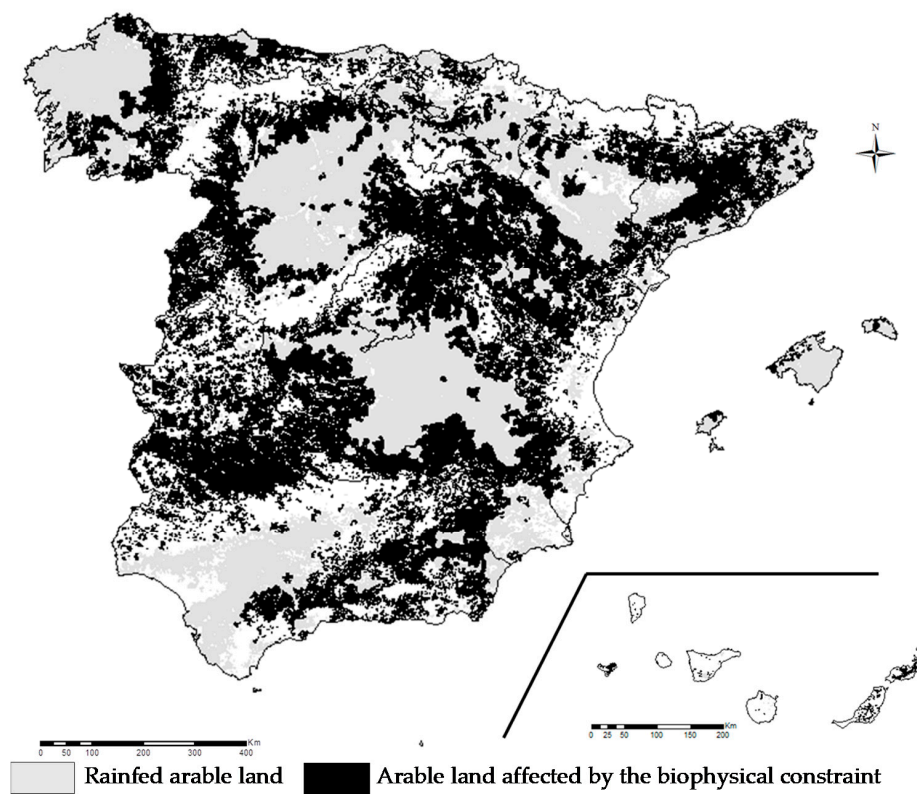 N
Km
0 50 100 200 300 400
Km
0 25 50 100 150 200
Rainfed arable land
Arable land affected by the biophysical constraint